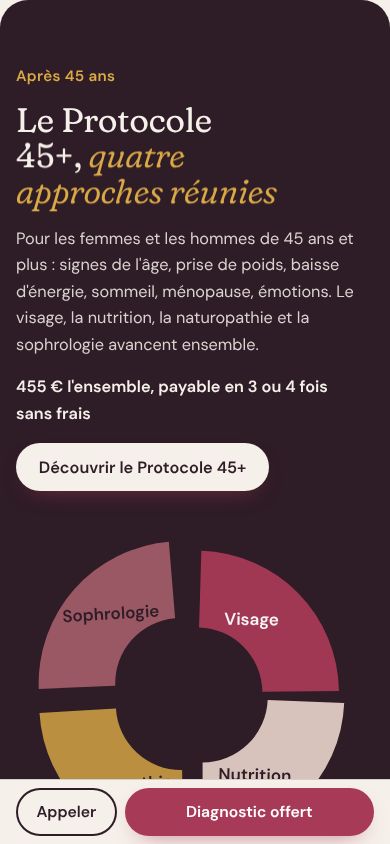 Après 45 ans
Le Protocole
45+, quatre
approches réunies
Pour les femmes et les hommes de 45 ans et
plus : signes de l'âge, prise de poids, baisse
d'énergie, sommeil, ménopause, émotions. Le
visage, la nutrition, la naturopathie et la
sophrologie avancent ensemble.
455 € l'ensemble, payable en 3 ou 4 fois
sans frais
Découvrir le Protocole 45+
Sophrologie
Visage
Nutrition
Appeler
Diagnostic offert